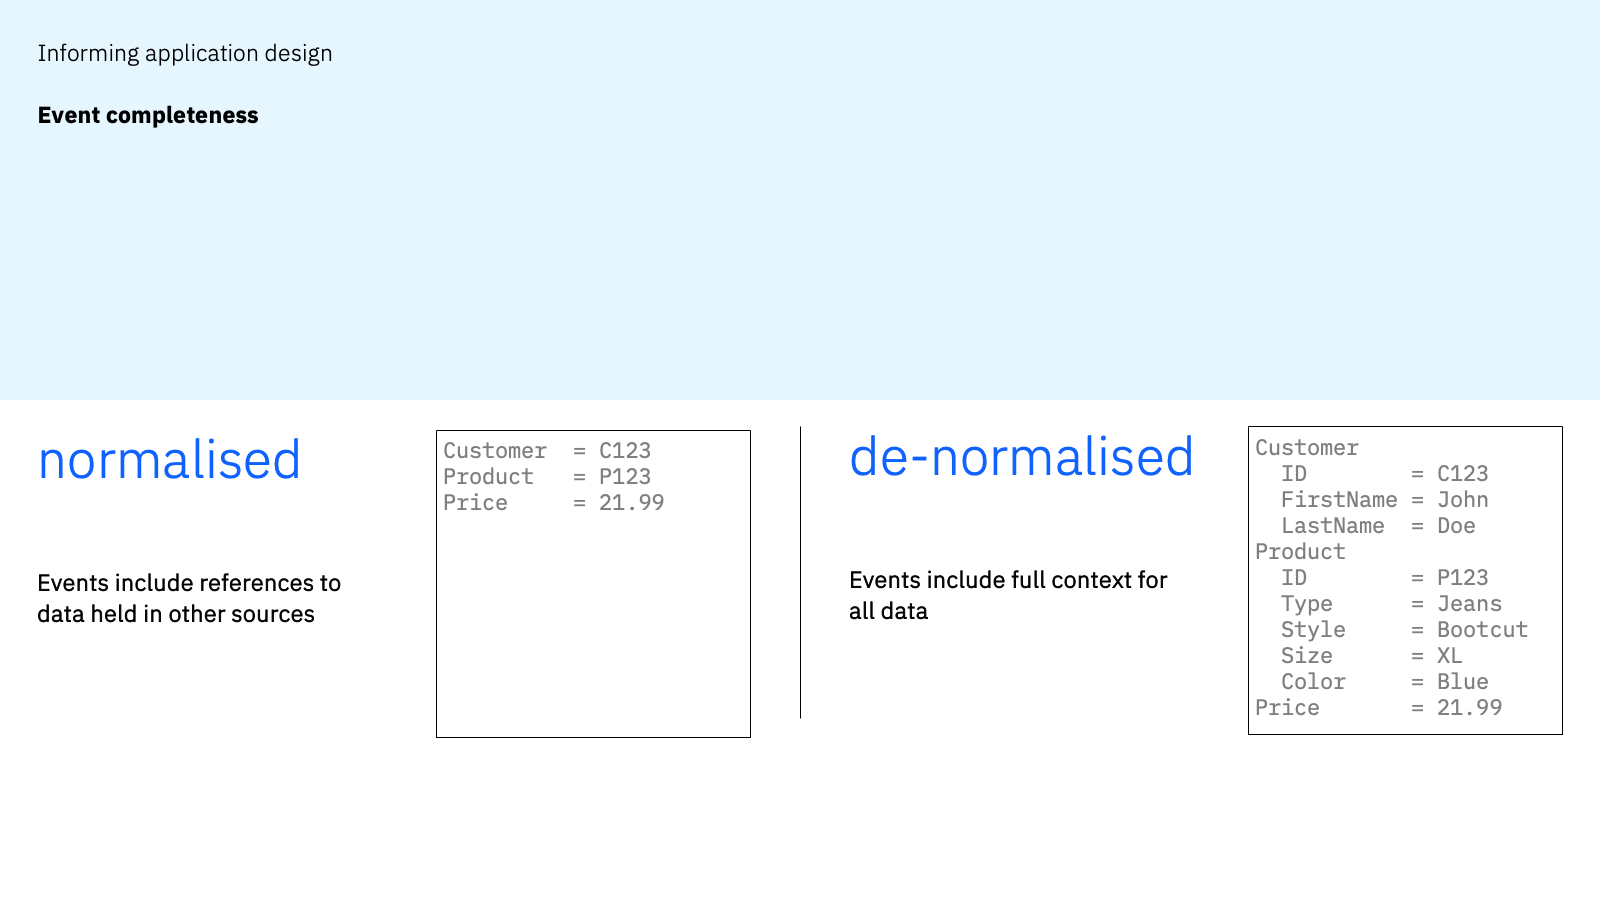 Informing application design
Event completeness
normalised
Events include references to
data held in other sources
Customer  = C123
Product   = P123
Price     = 21.99
de-normalised
Events include full context for
all data
Customer
  ID        = C123
  FirstName = John
  LastName  = Doe
Product
  ID        = P123
  Type      = Jeans
  Style     = Bootcut
  Size      = XL
  Color     = Blue
Price       = 21.99